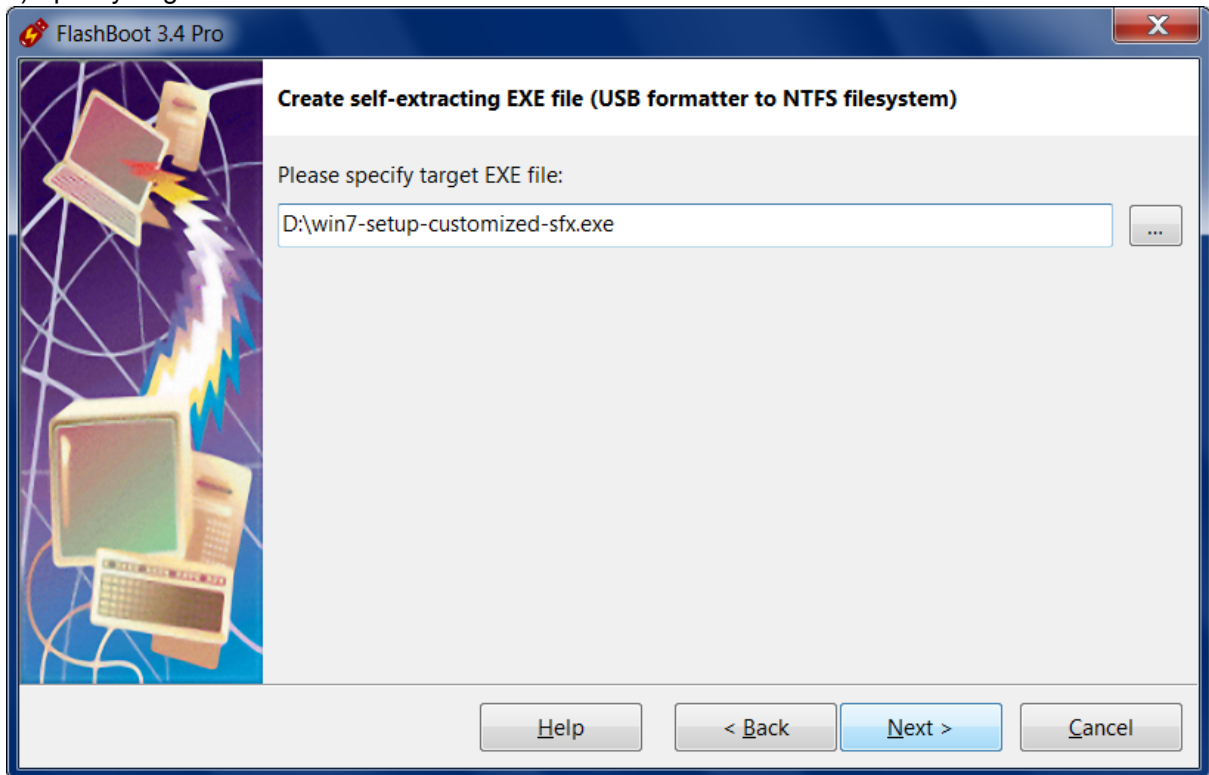 FlashBoot 3.4 Pro
X
Create self-extracting EXE file (USB formatter to NTFS filesystem)
Please specify target EXE file:
D:\win7-setup-customized-sfx.exe
...
Help
< Back
Next >
Cancel